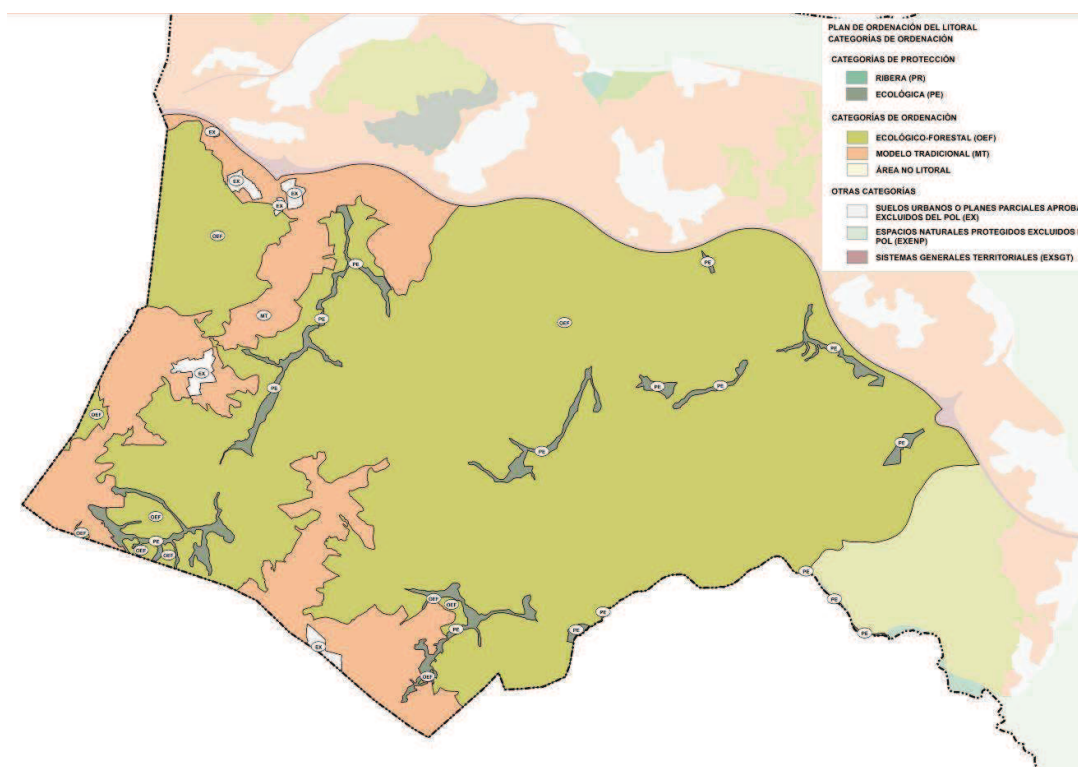 PLAN DE ORDENACIÓN DEL LITORAL
CATEGORÍAS DE ORDENACIÓN
CATEGORÍAS DE PROTECCIÓN
RIBERA (PR)
ECOLÓGICA (PE)
CATEGORÍAS DE ORDENACIÓN
ECOLÓGICO-FORESTAL (OEF)
MODELO TRADICIONAL (MT)
ÁREA NO LITORAL
OTRAS CATEGORÍAS
SUELOS URBANOS O PLANES PARCIALES APROBA
EXCLUIDOS DEL POL (EX)
ESPACIOS NATURALES PROTEGIDOS EXCLUIDOS
POL (EXENP)
SISTEMAS GENERALES TERRITORIALES (EXSGT)
EX
EX
EX
EX
OEF
PE
PE
MT
PE
OEF
PE
EX
PE
PE
PE
OEF
PE
PE
OEF
OEF
PE
OEF
OEF
PE
OEF
OEF
PE
PE
PE
PE
PE
EX
PE
OEF